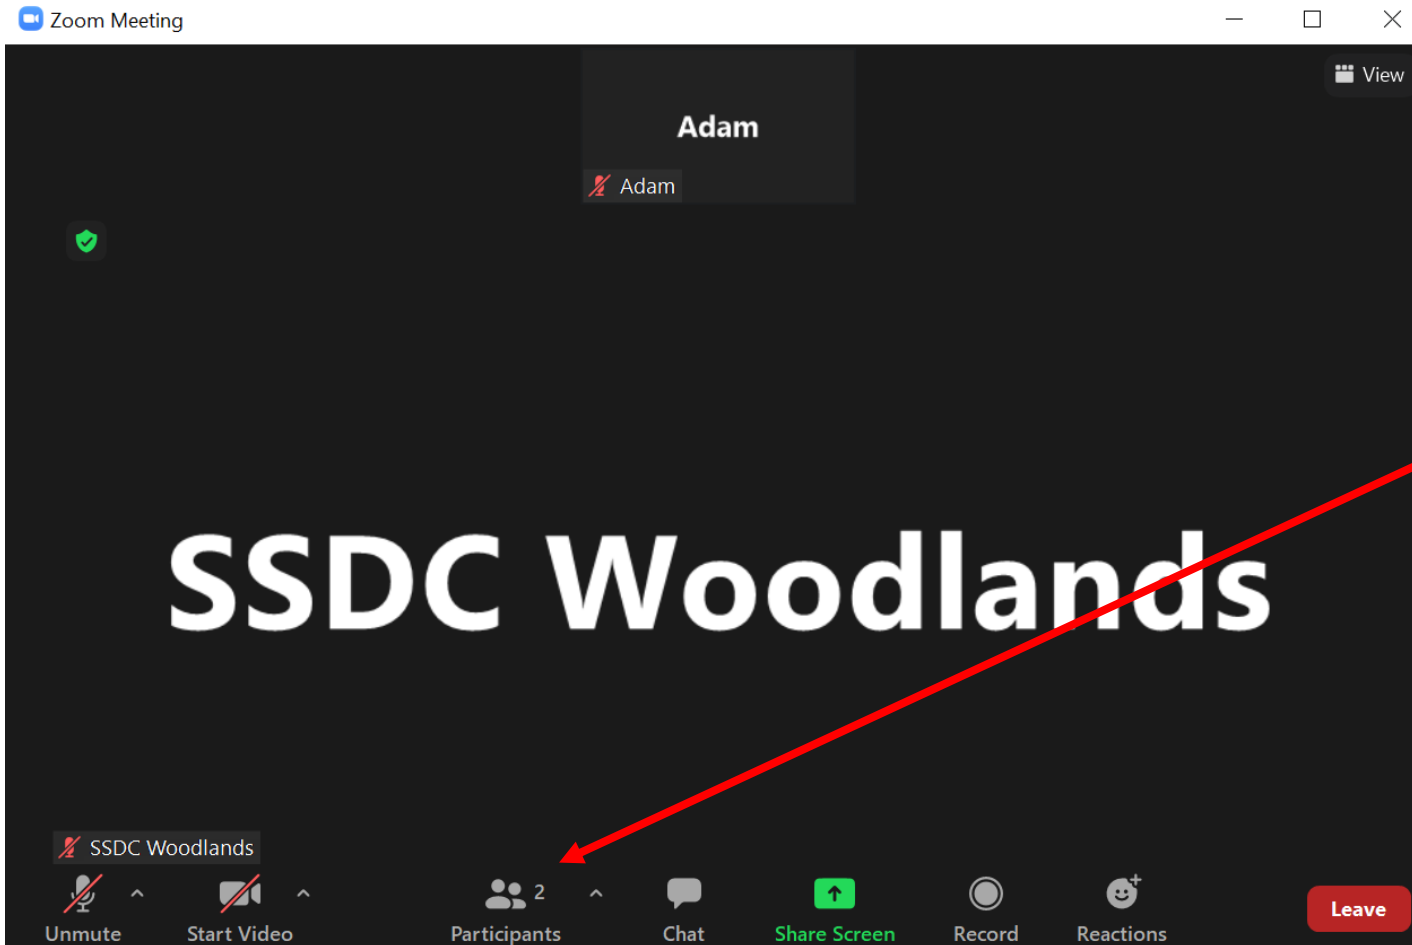 Zoom Meeting
View
Adam
Adam
SSDC Woodlands
SSDC Woodlands
2
Unmute
Start Video
Participants
Chat
Share Screen
Record
Reactions
Leave